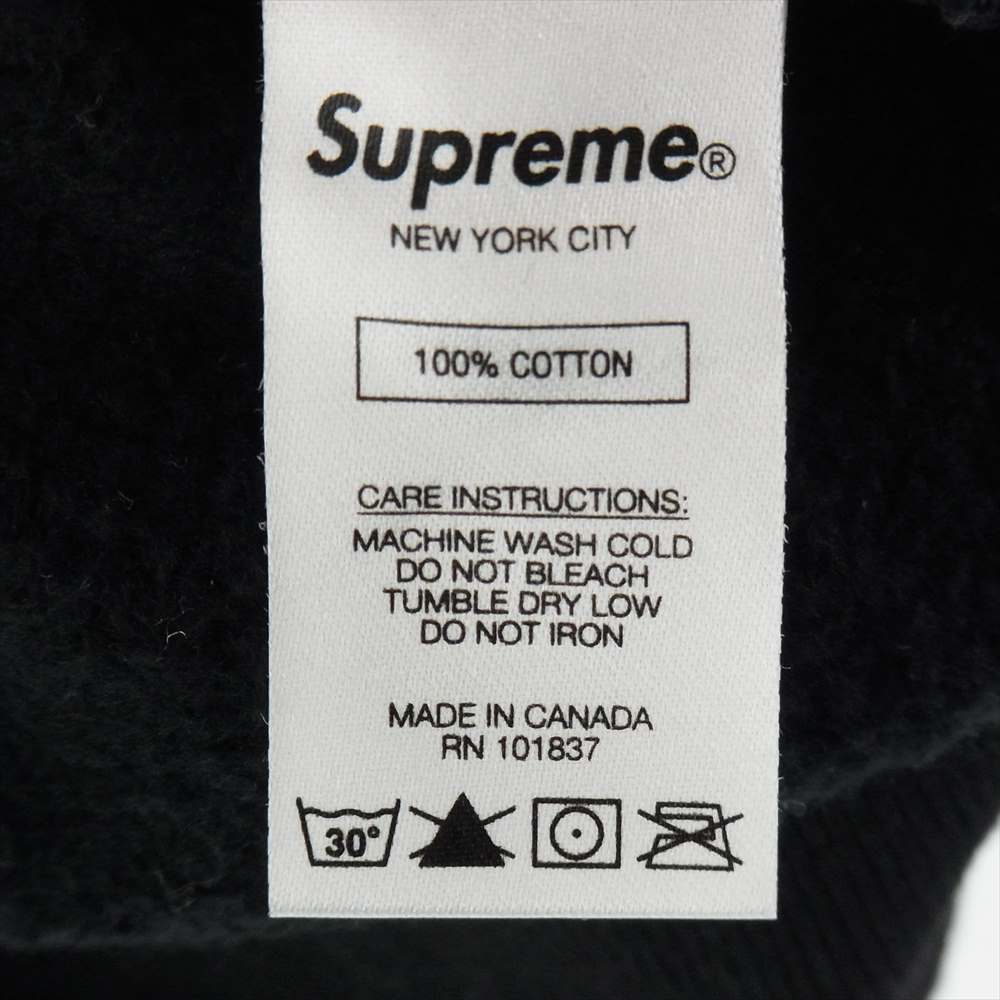 Supreme®
NEW YORK CITY
100% COTTON
CARE INSTRUCTIONS:
MACHINE WASH COLD
DO NOT BLEACH
TUMBLE DRY LOW
DO NOT IRON
MADE IN CANADA
RN 101837
30°